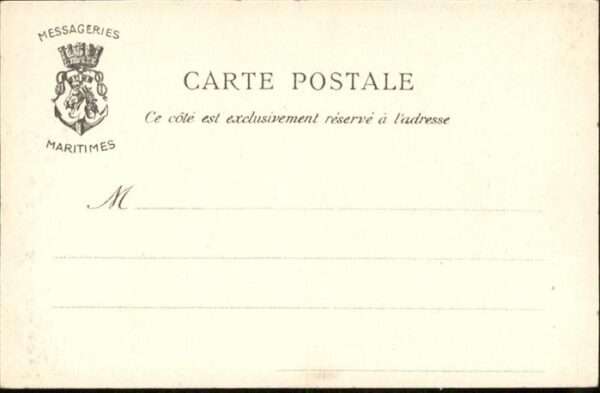 MESSAGERIES
MARITIMES
CARTE POSTALE
Ce côté est exclusivement réservé à l'adresse
M